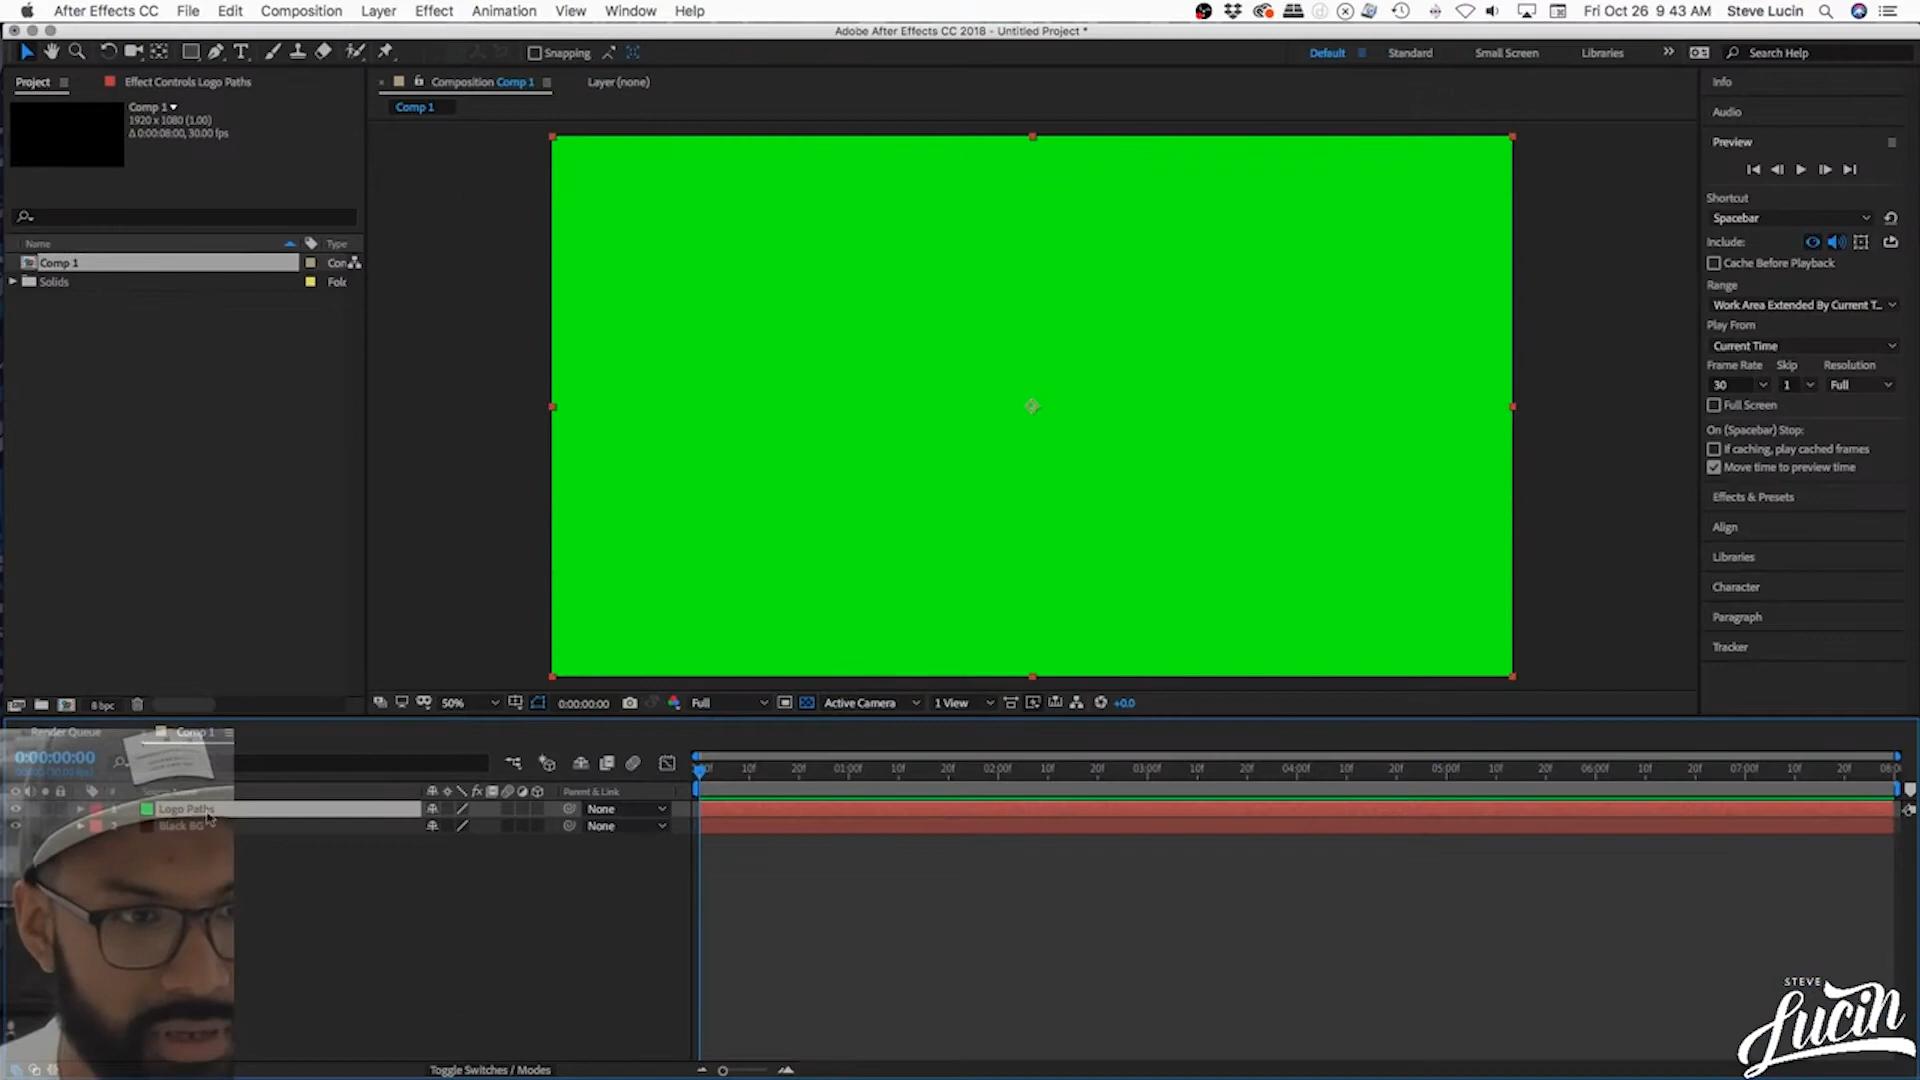 After Effects CC File Edit Composition Layer Effect Animation View Window Help Fri Oct 26 9:43 AM Steve Lucin
Adobe After Effects CC 2018 - Untitled Project *
Snapping Default Standard Small Screen Libraries Search Help
Project Effect Controls Logo Paths Composition Comp 1 Layer (none) Info
Comp 1 Comp 1
1920 x 1080 (1.00)
Δ 0:00:08:00, 30.00 fps
Audio
Preview
Shortcut
Spacebar
Name Type
Include:
Comp 1
Cache Before Playback
Solids
Range
Work Area Extended By Current T...
Play From
Current Time
Frame Rate Skip Resolution
30 1 Full
Full Screen
On (Spacebar) Stop:
If caching, play cached frames
Move time to preview time
Effects & Presets
Align
Libraries
Character
Paragraph
Tracker
8 bpc 50% 0:00:00:00 Full Active Camera 1 View +0.0
Render Queue Comp 1
0:00:00:00
10f 20f 01:00f 10f 20f 02:00f 10f 20f 03:00f 10f 20f 04:00f 10f 20f 05:00f 10f 20f 06:00f 10f 20f 07:00f 10f 20f
# fx Parent & Link
1 Logo Paths None
2 Black BG None
STEVE
Lucin
Toggle Switches / Modes